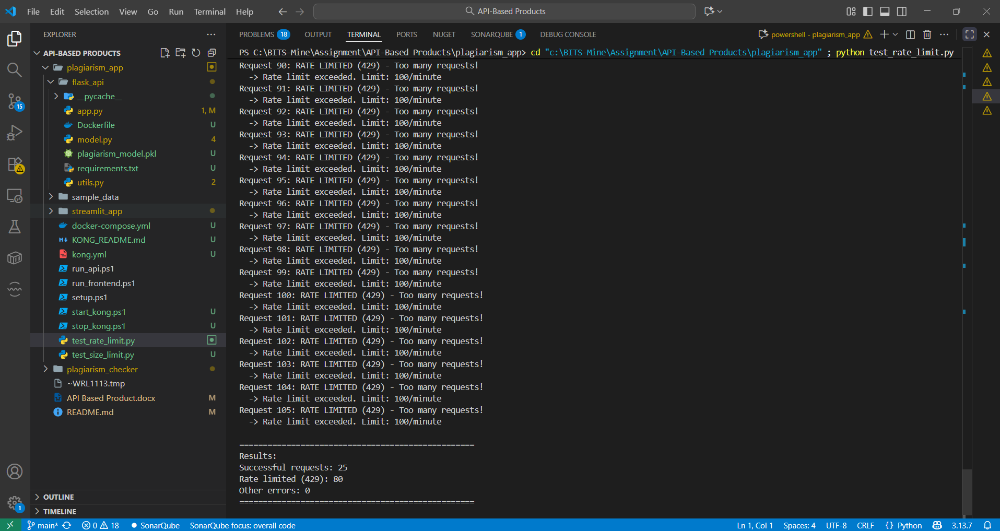 File Edit Selection View Go Run Terminal Help
API-Based Products
EXPLORER
API-BASED PRODUCTS
plagiarism_app
flask_api
__pycache__
app.py 1, M
Dockerfile U
model.py 4
plagiarism_model.pkl U
requirements.txt U
utils.py 2
sample_data
streamlit_app
docker-compose.yml U
KONG_README.md U
kong.yml U
run_api.ps1
run_frontend.ps1
setup.ps1
start_kong.ps1 U
stop_kong.ps1 U
test_rate_limit.py
test_size_limit.py U
plagiarism_checker
~WRL1113.tmp
API Based Product.docx M
README.md M
OUTLINE
TIMELINE
15
1
PROBLEMS 18 OUTPUT TERMINAL PORTS NUGET SONARQUBE 1 DEBUG CONSOLE
powershell - plagiarism_app
PS C:\BITS-Mine\Assignment\API-Based Products\plagiarism_app> cd "c:\BITS-Mine\Assignment\API-Based Products\plagiarism_app" ; python test_rate_limit.py
Request 90: RATE LIMITED (429) - Too many requests!
-> Rate limit exceeded. Limit: 100/minute
Request 91: RATE LIMITED (429) - Too many requests!
-> Rate limit exceeded. Limit: 100/minute
Request 92: RATE LIMITED (429) - Too many requests!
-> Rate limit exceeded. Limit: 100/minute
Request 93: RATE LIMITED (429) - Too many requests!
-> Rate limit exceeded. Limit: 100/minute
Request 94: RATE LIMITED (429) - Too many requests!
-> Rate limit exceeded. Limit: 100/minute
Request 95: RATE LIMITED (429) - Too many requests!
-> Rate limit exceeded. Limit: 100/minute
Request 96: RATE LIMITED (429) - Too many requests!
-> Rate limit exceeded. Limit: 100/minute
Request 97: RATE LIMITED (429) - Too many requests!
-> Rate limit exceeded. Limit: 100/minute
Request 98: RATE LIMITED (429) - Too many requests!
-> Rate limit exceeded. Limit: 100/minute
Request 99: RATE LIMITED (429) - Too many requests!
-> Rate limit exceeded. Limit: 100/minute
Request 100: RATE LIMITED (429) - Too many requests!
-> Rate limit exceeded. Limit: 100/minute
Request 101: RATE LIMITED (429) - Too many requests!
-> Rate limit exceeded. Limit: 100/minute
Request 102: RATE LIMITED (429) - Too many requests!
-> Rate limit exceeded. Limit: 100/minute
Request 103: RATE LIMITED (429) - Too many requests!
-> Rate limit exceeded. Limit: 100/minute
Request 104: RATE LIMITED (429) - Too many requests!
-> Rate limit exceeded. Limit: 100/minute
Request 105: RATE LIMITED (429) - Too many requests!
-> Rate limit exceeded. Limit: 100/minute
==================================================
Results:
Successful requests: 25
Rate limited (429): 80
Other errors: 0
==================================================
main* 0 18 SonarQube SonarQube focus: overall code Ln 1, Col 1 Spaces: 4 UTF-8 CRLF {} Python 3.13.7